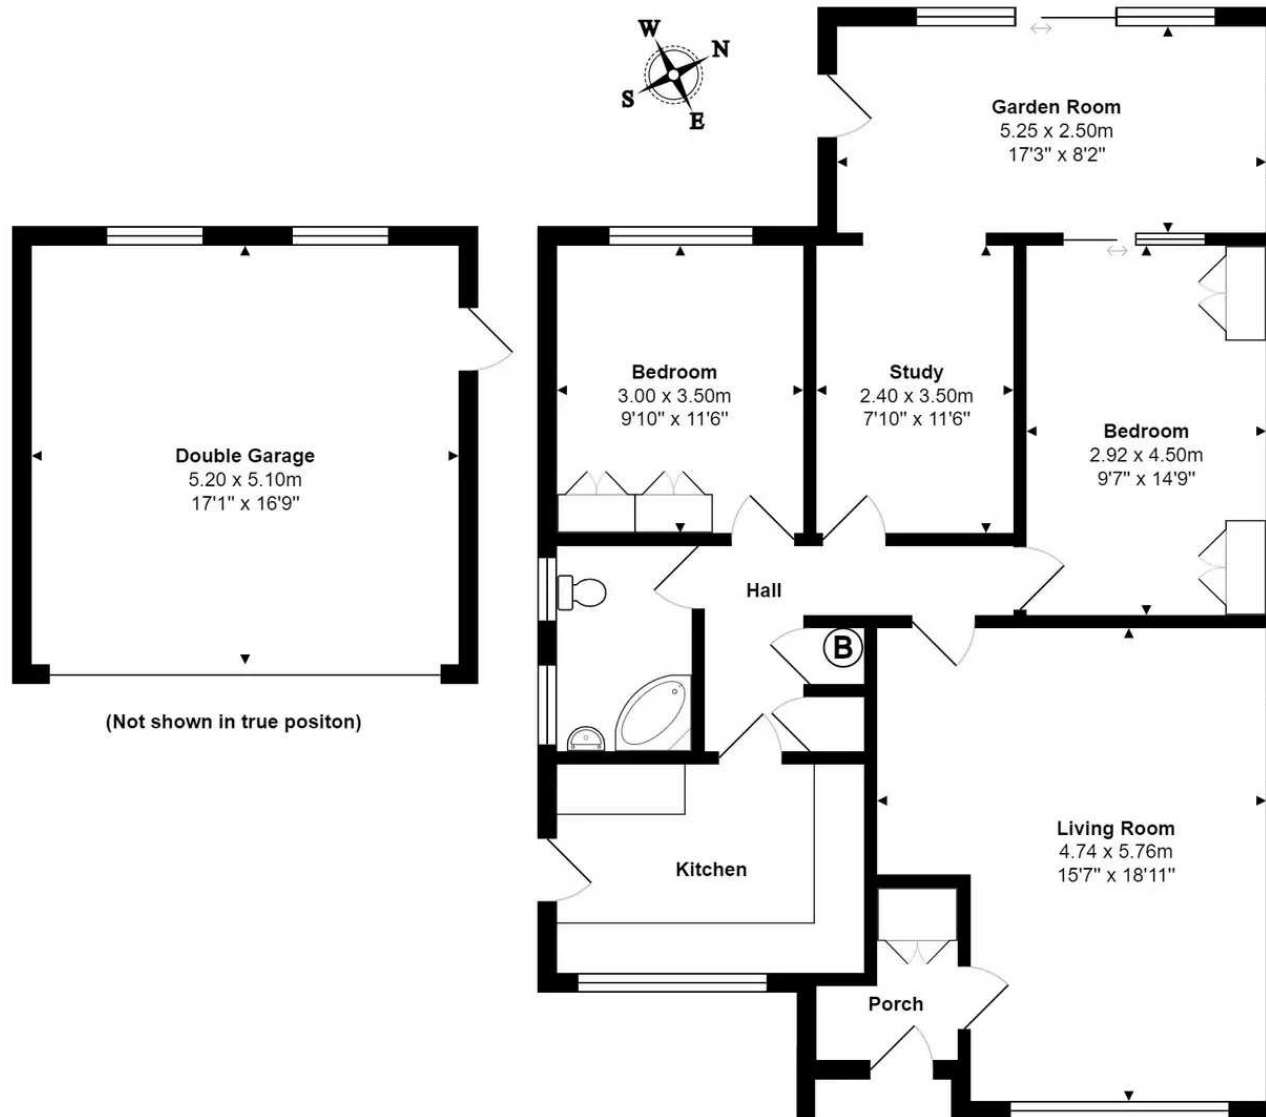 W
N
S
E
Garden Room
5.25 x 2.50m
17'3" x 8'2"
Bedroom
3.00 x 3.50m
9'10" x 11'6"
Study
2.40 x 3.50m
7'10" x 11'6"
Bedroom
2.92 x 4.50m
9'7" x 14'9"
Double Garage
5.20 x 5.10m
17'1" x 16'9"
(Not shown in true positon)
Hall
B
Kitchen
Living Room
4.74 x 5.76m
15'7" x 18'11"
Porch